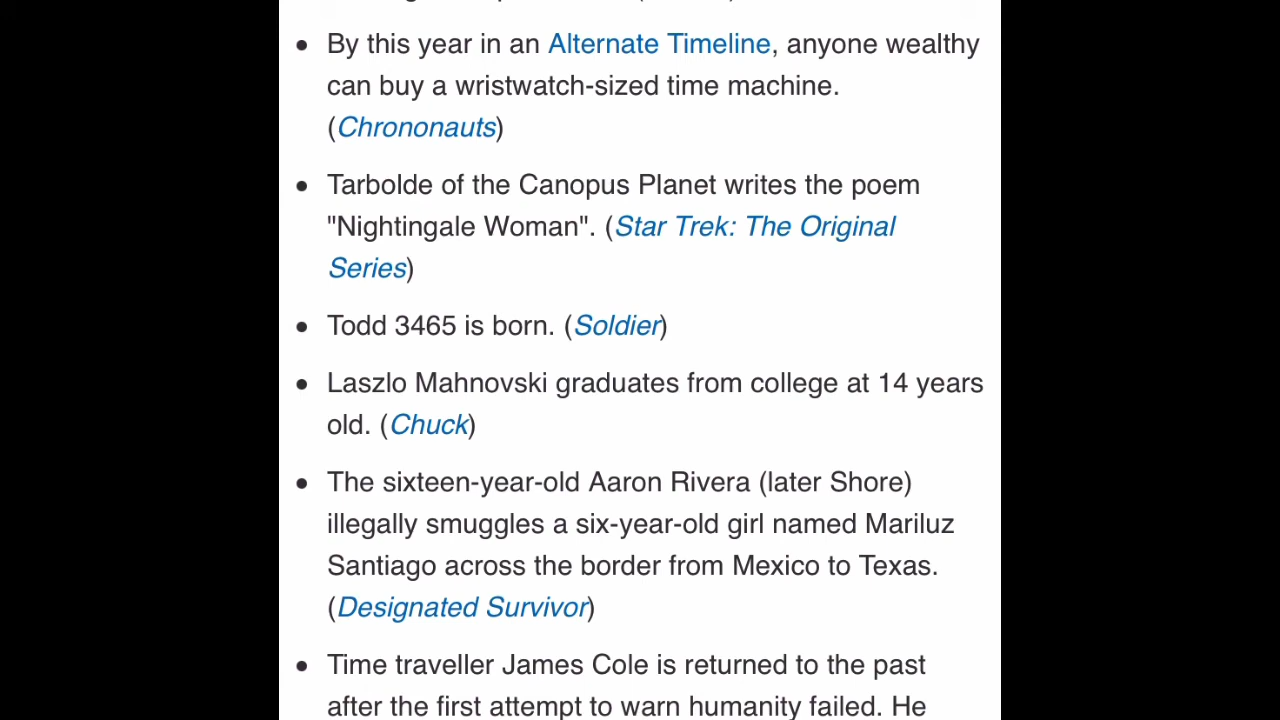 By this year in an Alternate Timeline, anyone wealthy
can buy a wristwatch-sized time machine.
(Chrononauts)
Tarbolde of the Canopus Planet writes the poem
"Nightingale Woman". (Star Trek: The Original
Series)
Todd 3465 is born. (Soldier)
Laszlo Mahnovski graduates from college at 14 years
old. (Chuck)
The sixteen-year-old Aaron Rivera (later Shore)
illegally smuggles a six-year-old girl named Mariluz
Santiago across the border from Mexico to Texas.
(Designated Survivor)
Time traveller James Cole is returned to the past
after the first attempt to warn humanity failed. He